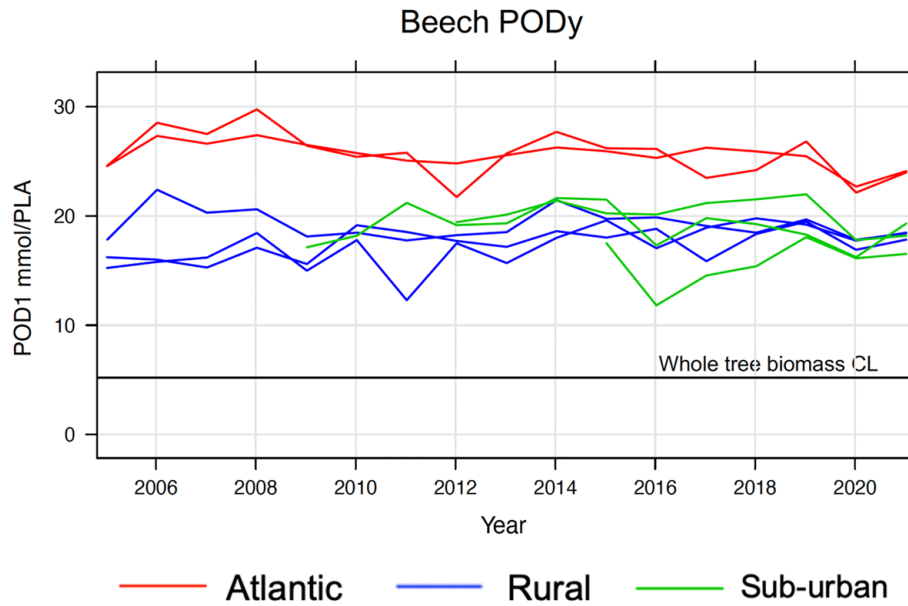 Beech PODy
30
20
10
0
POD1 mmol/PLA
Whole tree biomass CL
2006 2008 2010 2012 2014 2016 2018 2020
Year
Atlantic Rural Sub-urban